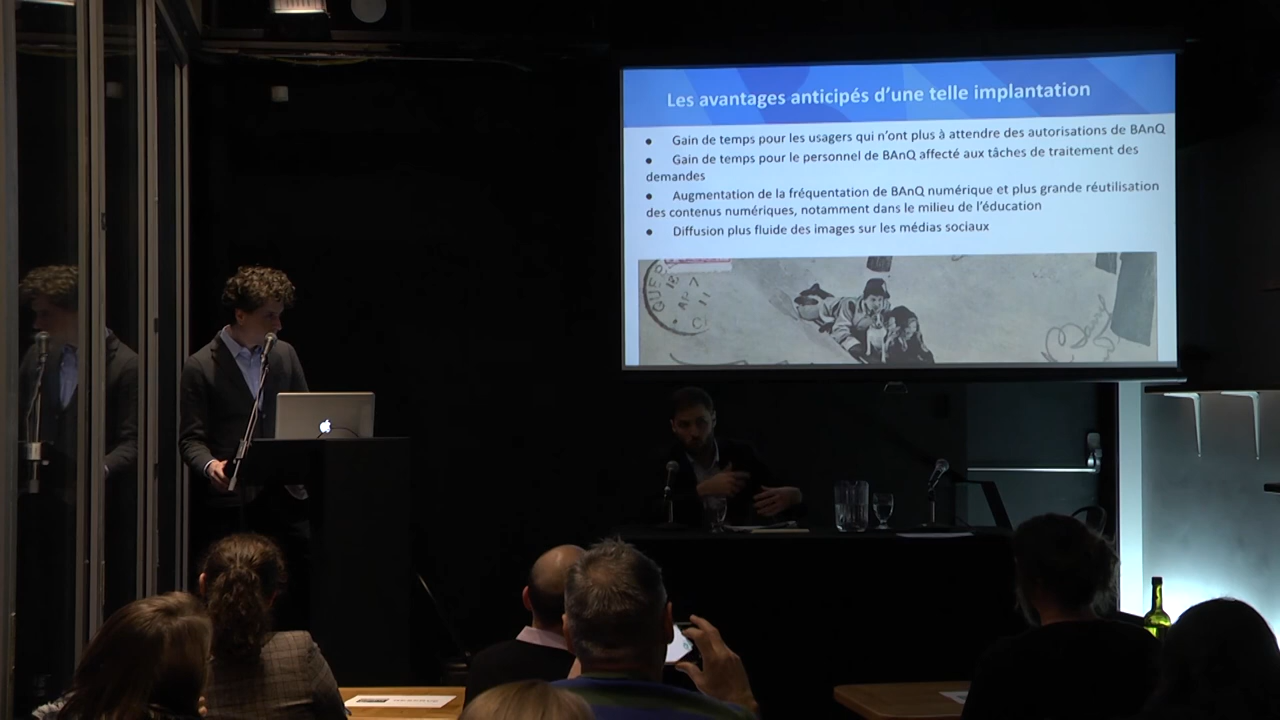 Les avantages anticipés d'une telle implantation
● Gain de temps pour les usagers qui n'ont plus à attendre des autorisations de BAnQ
● Gain de temps pour le personnel de BAnQ affecté aux tâches de traitement des
demandes
● Augmentation de la fréquentation de BAnQ numérique et plus grande réutilisation
des contenus numériques, notamment dans le milieu de l'éducation
● Diffusion plus fluide des images sur les médias sociaux